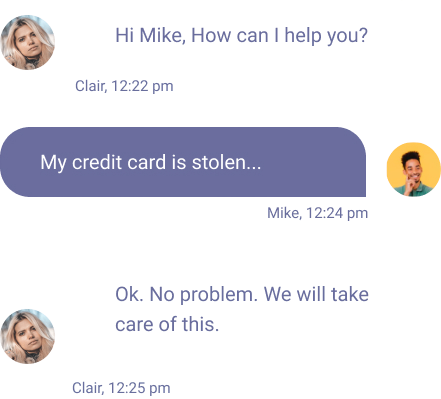 Hi Mike, How can I help you?
Clair, 12:22 pm
My credit card is stolen...
Mike, 12:24 pm
Ok. No problem. We will take
care of this.
Clair, 12:25 pm